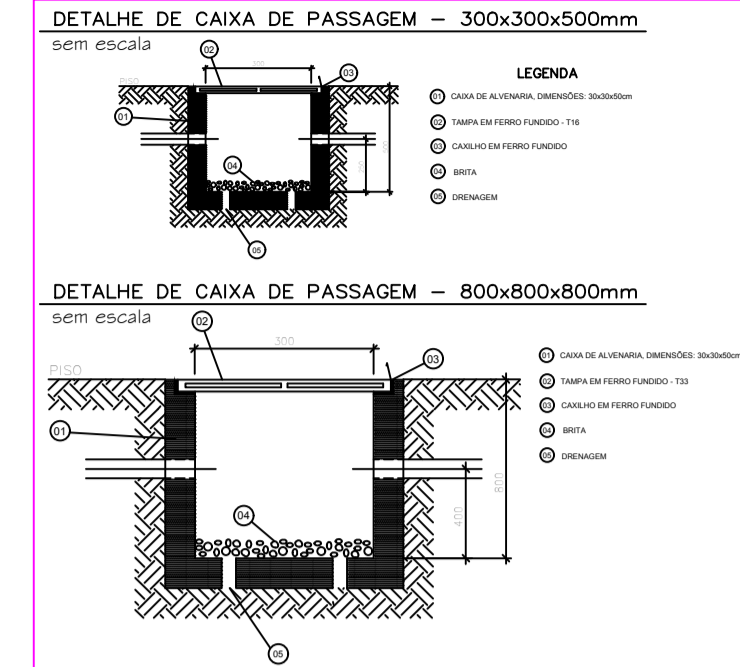 DETALHE DE CAIXA DE PASSAGEM – 300x300x500mm
sem escala
02
300
03
PISO
01
04
250
500
05
LEGENDA
01 CAIXA DE ALVENARIA, DIMENSÕES: 30x30x50cm
02 TAMPA EM FERRO FUNDIDO - T16
03 CAXILHO EM FERRO FUNDIDO
04 BRITA
05 DRENAGEM
DETALHE DE CAIXA DE PASSAGEM – 800x800x800mm
sem escala
02
300
03
PISO
01
04
400
800
05
01 CAIXA DE ALVENARIA, DIMENSÕES: 30x30x50cm
02 TAMPA EM FERRO FUNDIDO - T33
03 CAXILHO EM FERRO FUNDIDO
04 BRITA
05 DRENAGEM